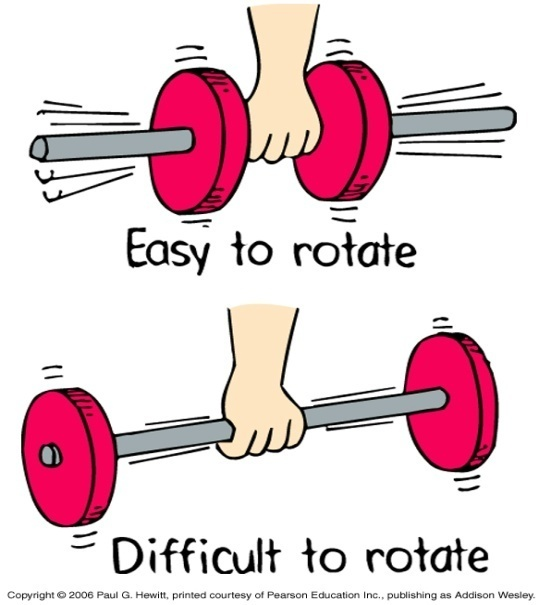 Easy to rotate
Difficult to rotate
Copyright © 2006 Paul G. Hewitt, printed courtesy of Pearson Education Inc., publishing as Addison Wesley.